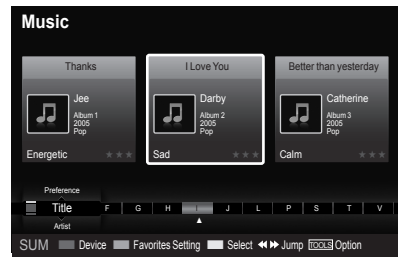 Music
Thanks
I Love You
Better than yesterday
Jee
Album 1
2005
Pop
Energetic
Darby
Album 2
2005
Pop
Sad
Catherine
Album 3
2005
Pop
Calm
Preference
Title F G H I J L P S T V
Artist
SUM Device Favorites Setting Select Jump TOOLS Option